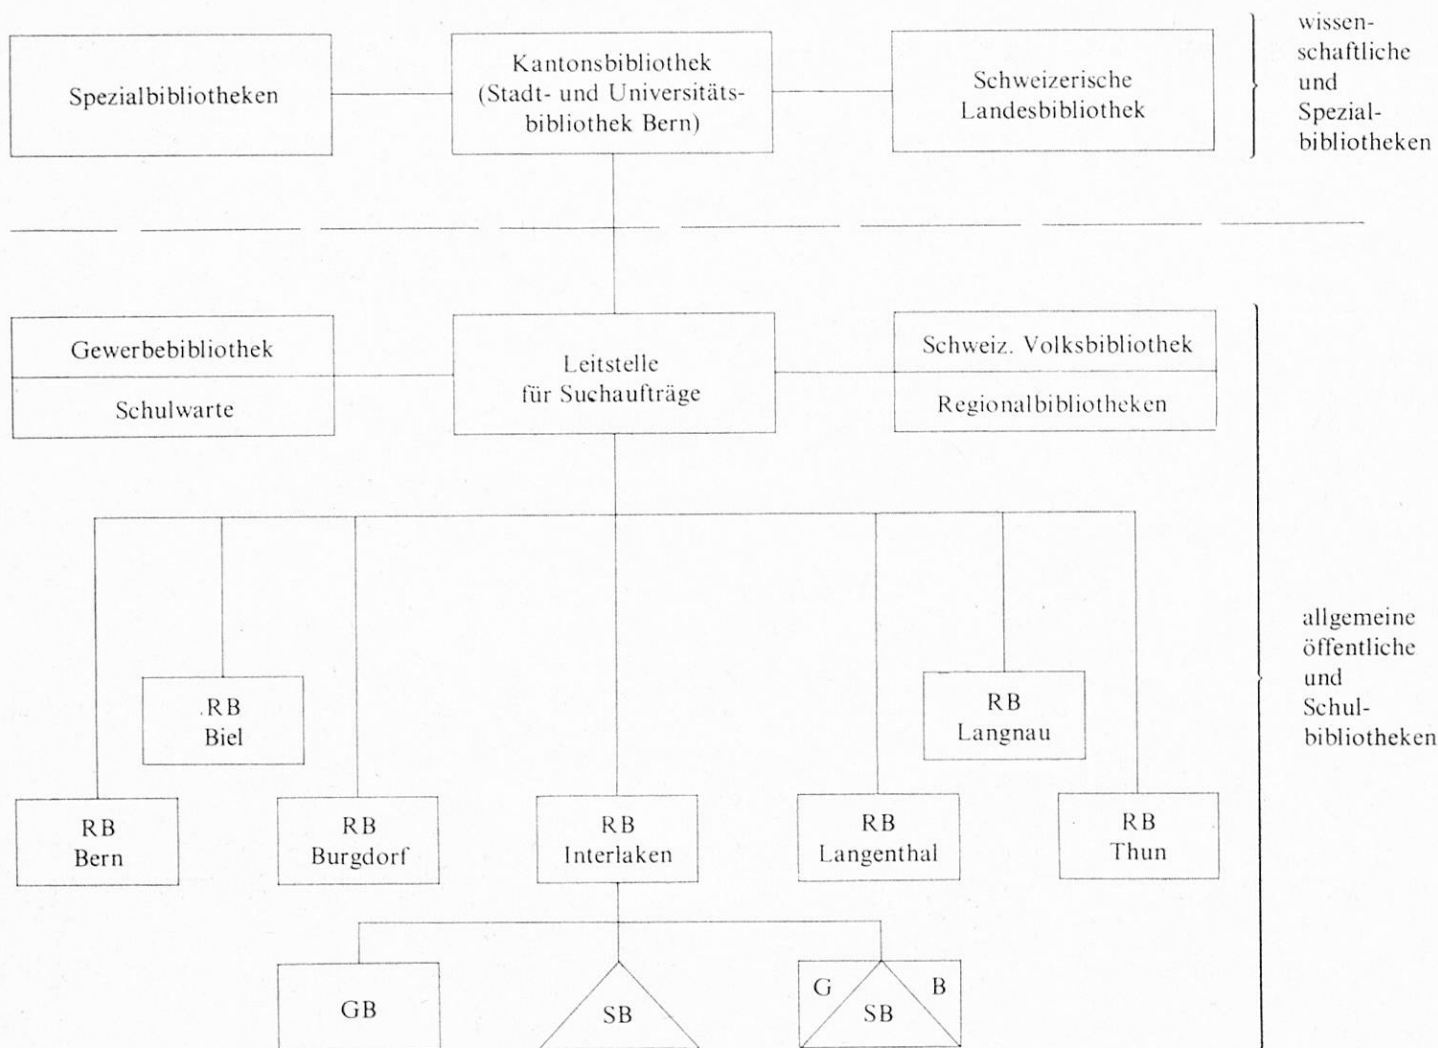 Spezialbibliotheken
Kantonsbibliothek
(Stadt- und Universitäts-
bibliothek Bern)
Schweizerische
Landesbibliothek
wissen-
schaftliche
und
Spezial-
bibliotheken
Gewerbebibliothek
Schulwarte
Leitstelle
für Suchaufträge
Schweiz. Volksbibliothek
Regionalbibliotheken
RB
Biel
RB
Langnau
allgemeine
öffentliche
und
Schul-
bibliotheken
RB
Bern
RB
Burgdorf
RB
Interlaken
RB
Langenthal
RB
Thun
GB
SB
G
B
SB